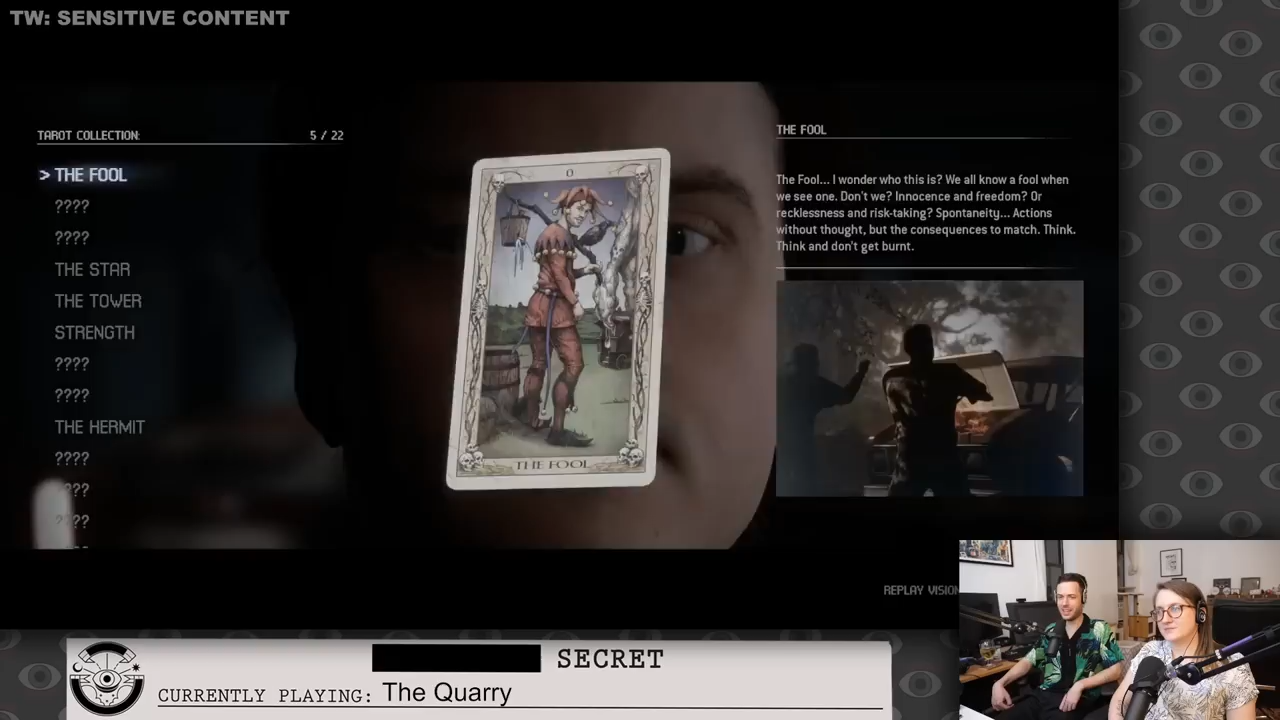 TW: SENSITIVE CONTENT
TAROT COLLECTION: 5 / 22
> THE FOOL
????
????
THE STAR
THE TOWER
STRENGTH
????
????
THE HERMIT
????
????
????
0
THE FOOL
THE FOOL
The Fool... I wonder who this is? We all know a fool when
we see one. Don't we? Innocence and freedom? Or
recklessness and risk-taking? Spontaneity... Actions
without thought, but the consequences to match. Think.
Think and don't get burnt.
REPLAY VISION
SECRET
CURRENTLY PLAYING: The Quarry